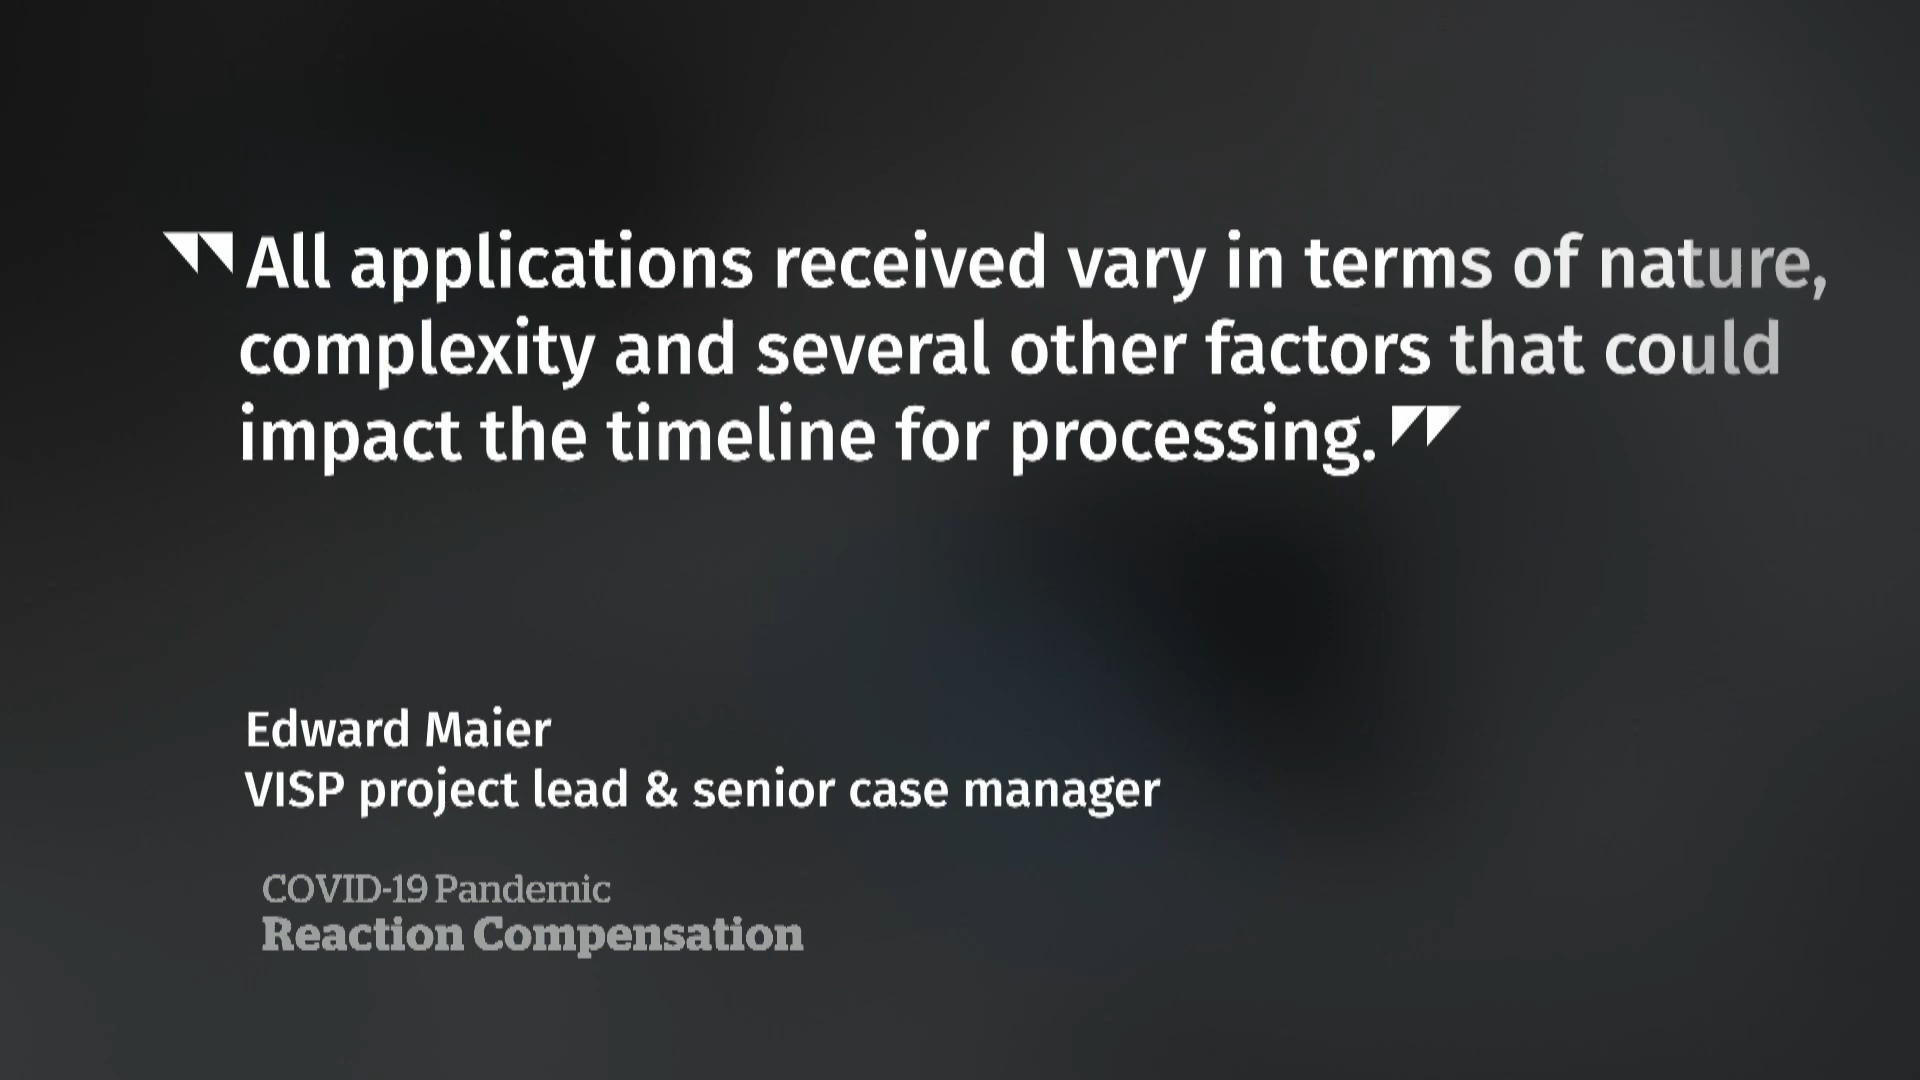 "All applications received vary in terms of nature,
complexity and several other factors that could
impact the timeline for processing."
Edward Maier
VISP project lead & senior case manager
COVID-19 Pandemic
Reaction Compensation